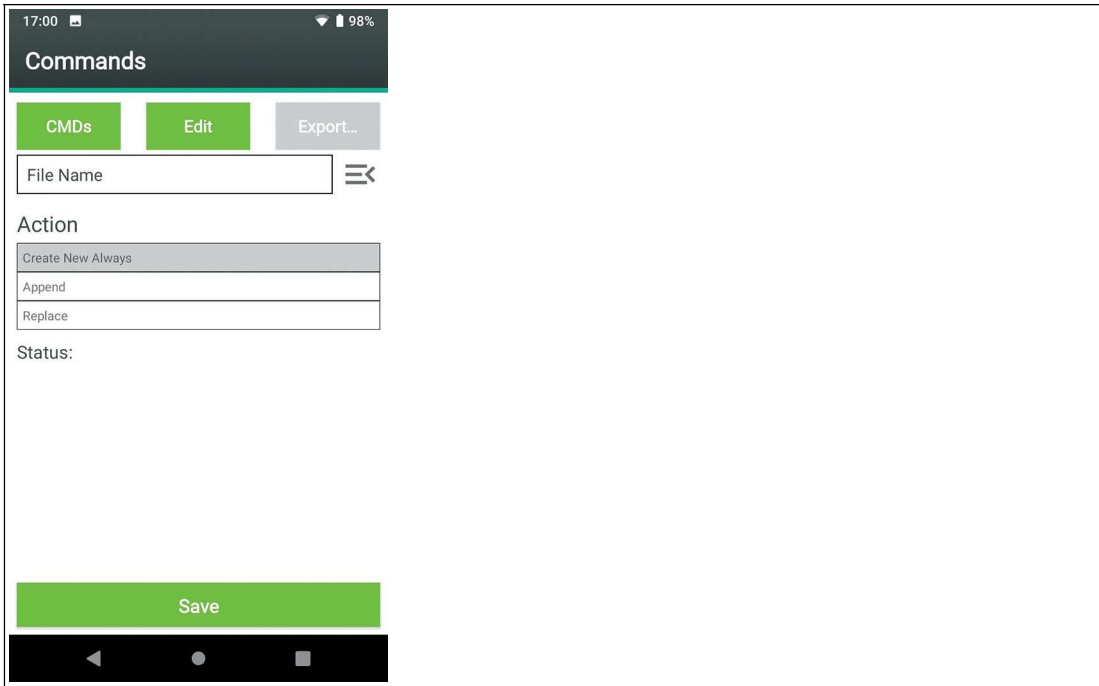 17:00 98%
Commands
CMDs Edit Export...
File Name
Action
Create New Always
Append
Replace
Status:
Save